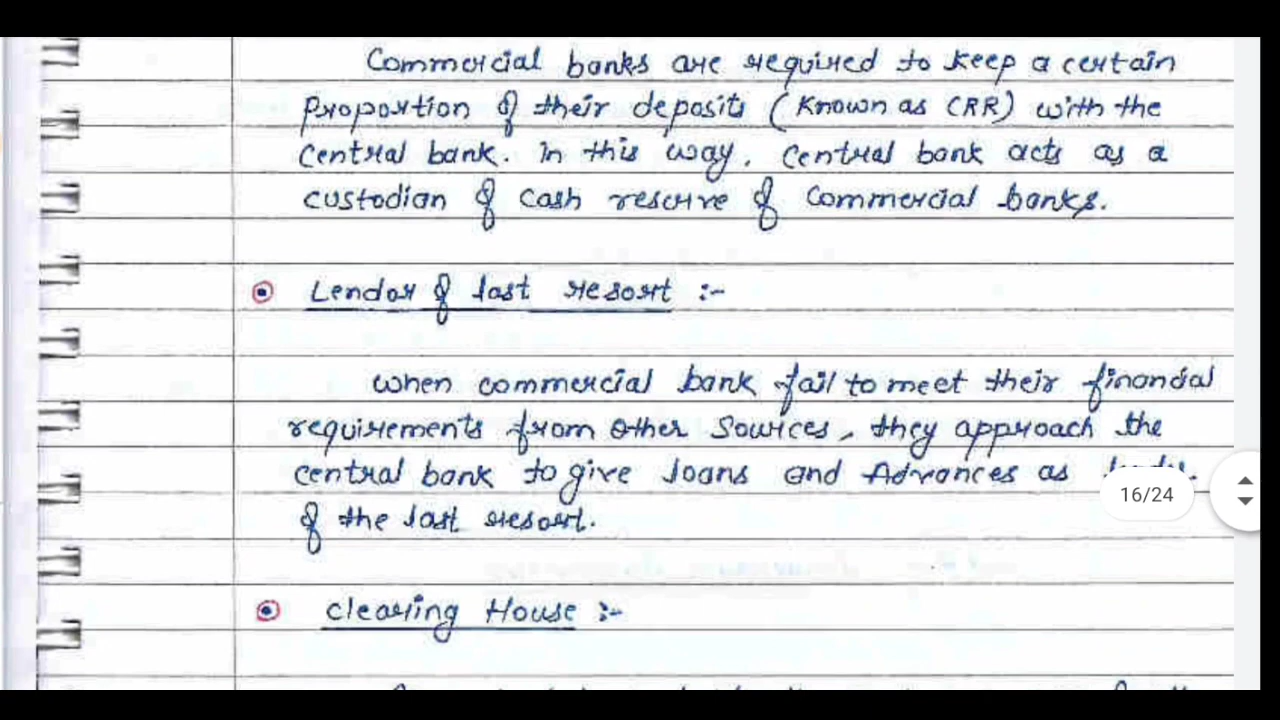 Commercial banks are required to keep a certain
proportion of their deposits (Known as CRR) with the
central bank. In this way, central bank acts as a
custodian of cash reserve of commercial banks.
Lendor of last resort :-
When commercial bank fail to meet their financial
requirements from other sources, they approach the
central bank to give loans and Advances as
of the last resort.
16/24
Clearing House :-